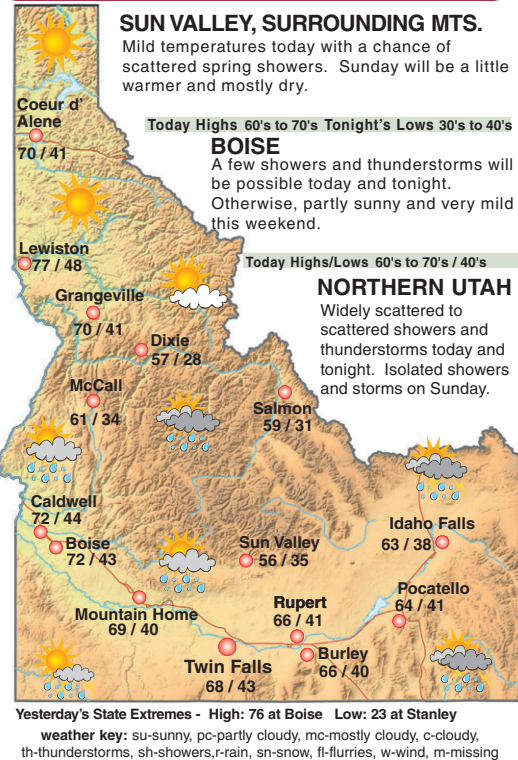 SUN VALLEY, SURROUNDING MTS.
Mild temperatures today with a chance of
scattered spring showers.  Sunday will be a little
warmer and mostly dry.
Today Highs  60's to 70's  Tonight's Lows 30's to 40's
BOISE
A few showers and thunderstorms will
be possible today and tonight.
Otherwise, partly sunny and very mild
this weekend.
Today Highs/Lows  60's to 70's / 40's
NORTHERN UTAH
Widely scattered to
scattered showers and
thunderstorms today and
tonight.  Isolated showers
and storms on Sunday.
Coeur d'
Alene
70 / 41
Lewiston
77 / 48
Grangeville
70 / 41
Dixie
57 / 28
McCall
61 / 34
Salmon
59 / 31
Caldwell
72 / 44
Boise
72 / 43
Sun Valley
56 / 35
Idaho Falls
63 / 38
Pocatello
64 / 41
Mountain Home
69 / 40
Rupert
66 / 41
Burley
66 / 40
Twin Falls
68 / 43
Yesterday's State Extremes -  High: 76 at Boise   Low: 23 at Stanley
weather key: su-sunny, pc-partly cloudy, mc-mostly cloudy, c-cloudy,
th-thunderstorms, sh-showers,r-rain, sn-snow, fl-flurries, w-wind, m-missing